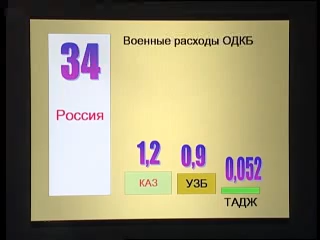 Военные расходы ОДКБ
34
Россия
1,2
0,9
0,052
КАЗ
УЗБ
ТАДЖ